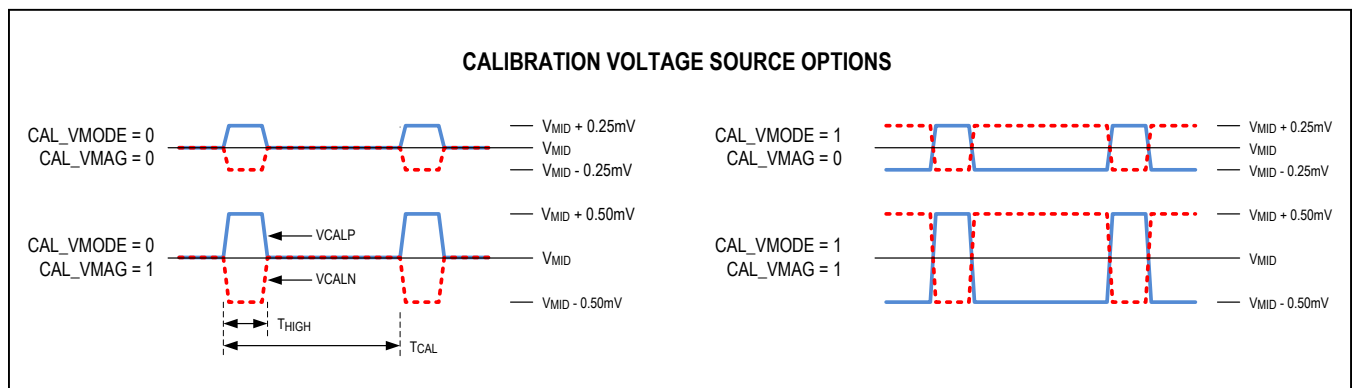 CALIBRATION VOLTAGE SOURCE OPTIONS
CAL_VMODE = 0
CAL_VMAG = 0
VMID + 0.25mV
VMID
VMID - 0.25mV
CAL_VMODE = 0
CAL_VMAG = 1
VCALP
VCALN
VMID + 0.50mV
VMID
VMID - 0.50mV
THIGH
TCAL
CAL_VMODE = 1
CAL_VMAG = 0
VMID + 0.25mV
VMID
VMID - 0.25mV
CAL_VMODE = 1
CAL_VMAG = 1
VMID + 0.50mV
VMID
VMID - 0.50mV